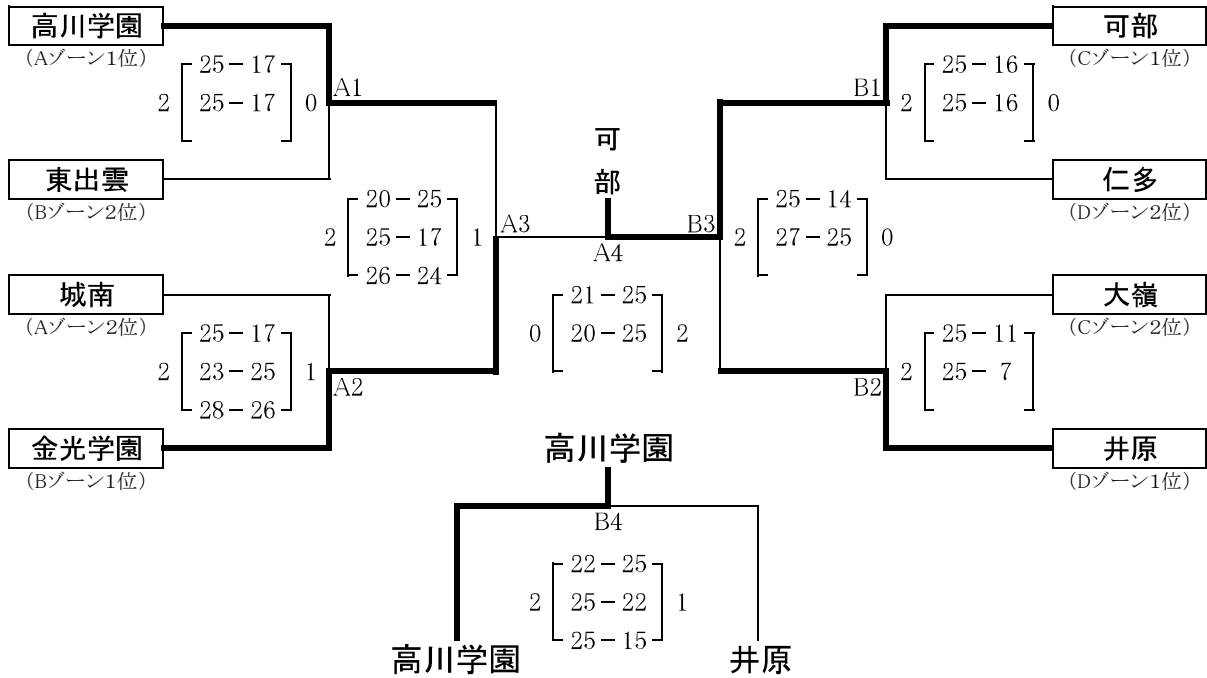 高川学園
(Aゾーン1位)
25－17
2 25－17 0
A1
東出雲
(Bゾーン2位)
20－25
2 25－17 1
26－24
A3
城南
(Aゾーン2位)
25－17
2 23－25 1
28－26
A2
金光学園
(Bゾーン1位)
可部
A4
21－25
0 20－25 2
可部
(Cゾーン1位)
B1
25－16
2 25－16 0
仁多
(Dゾーン2位)
B3
25－14
2 27－25 0
大嶺
(Cゾーン2位)
25－11
2 25－ 7
B2
井原
(Dゾーン1位)
高川学園
B4
22－25
2 25－22 1
25－15
高川学園 井原